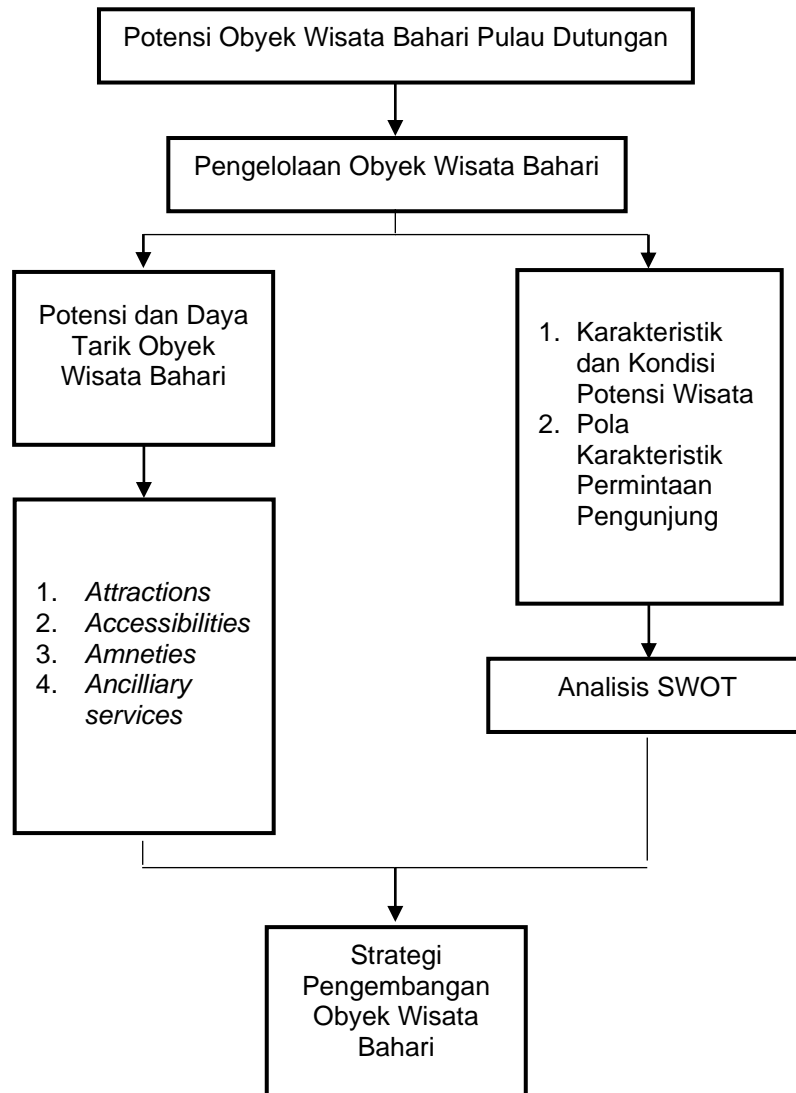 Potensi Obyek Wisata Bahari Pulau Dutungan
Pengelolaan Obyek Wisata Bahari
Potensi dan Daya
Tarik Obyek
Wisata Bahari
1. Karakteristik
dan Kondisi
Potensi Wisata
2. Pola
Karakteristik
Permintaan
Pengunjung
1. Attractions
2. Accessibilities
3. Amneties
4. Ancilliary
services
Analisis SWOT
Strategi
Pengembangan
Obyek Wisata
Bahari